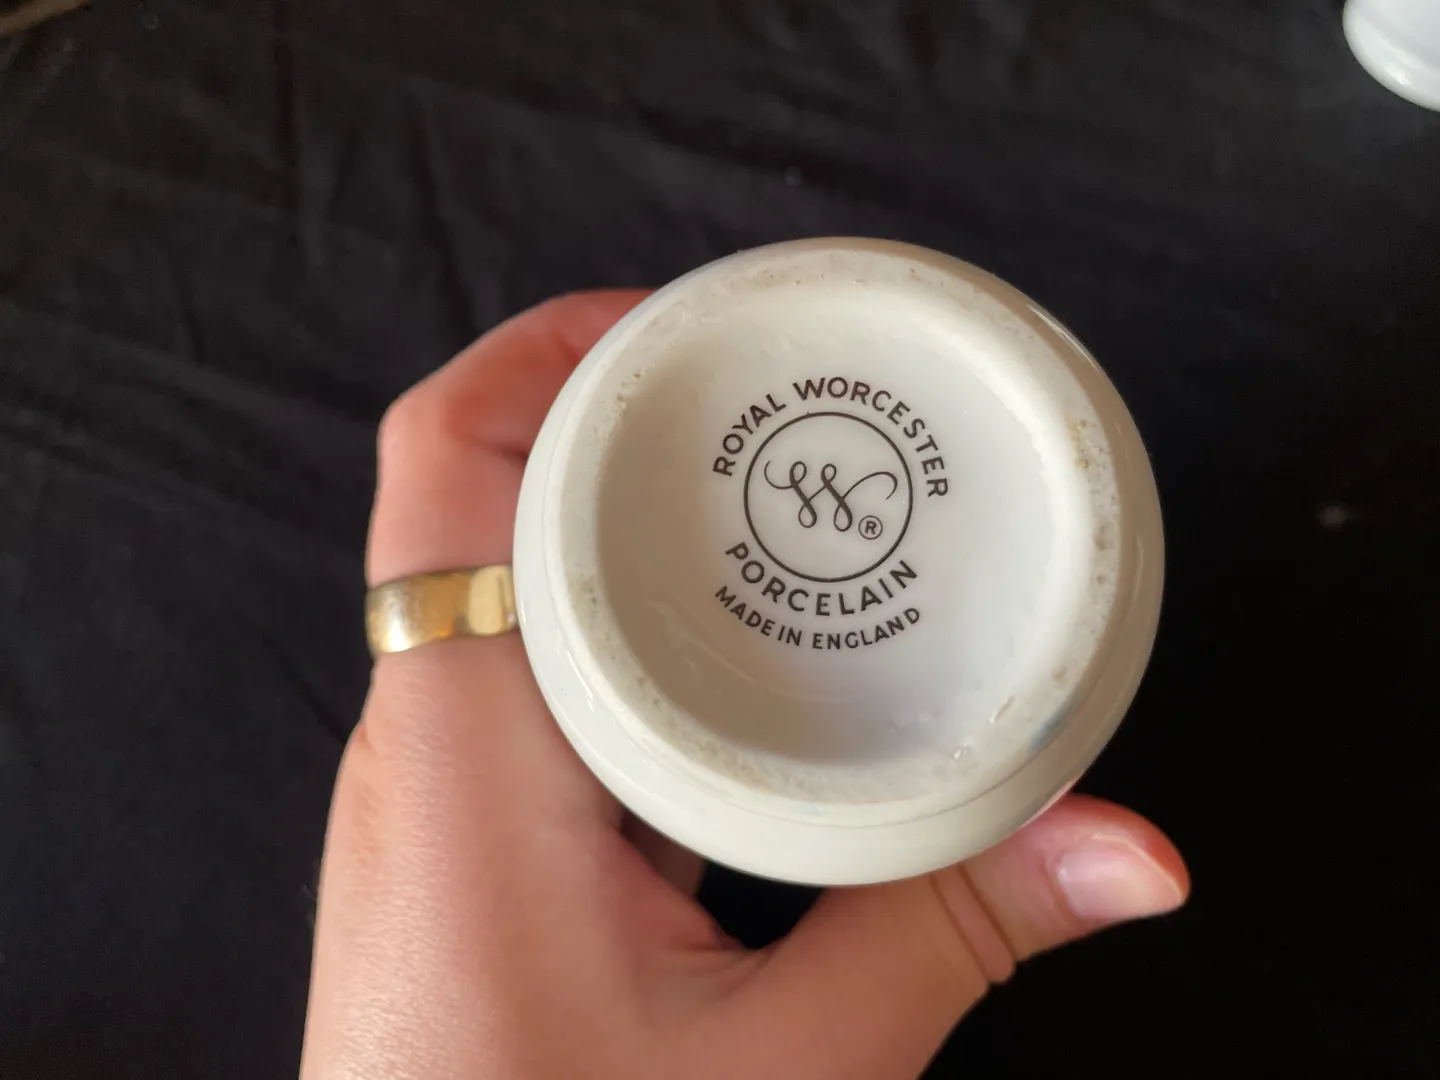 ROYAL WORCESTER
W ®
PORCELAIN
MADE IN ENGLAND